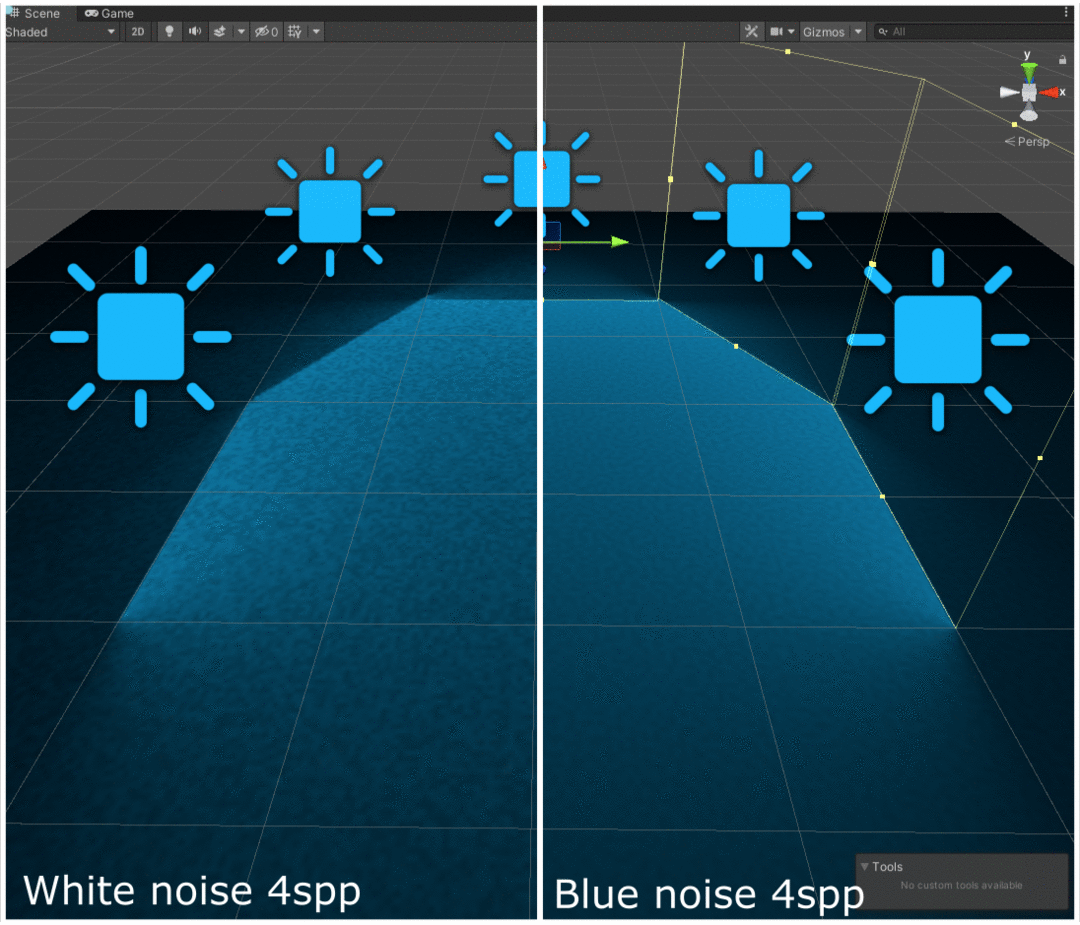 Scene Game
Shaded 2D 0 Gizmos All
y
x
Persp
Tools
No custom tools available
White noise 4spp
Blue noise 4spp